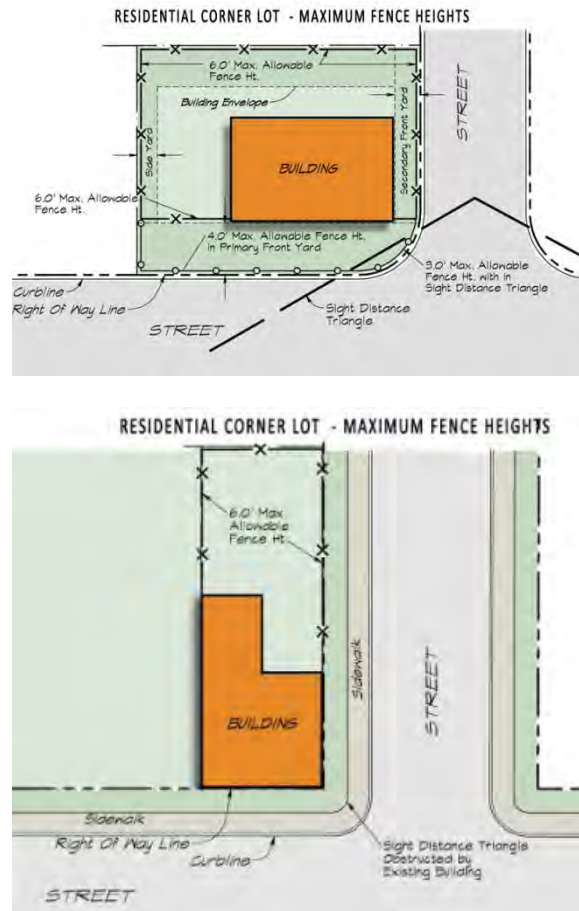 RESIDENTIAL CORNER LOT - MAXIMUM FENCE HEIGHTS
6.0' Max. Allowable
Fence Ht.
Building Envelope
Side Yard
Secondary Front Yard
STREET
BUILDING
6.0' Max. Allowable
Fence Ht.
4.0' Max. Allowable Fence Ht.
in Primary Front Yard
3.0' Max. Allowable
Fence Ht. with in
Sight Distance Triangle
Curbline
Right Of Way Line
Sight Distance
Triangle
STREET
RESIDENTIAL CORNER LOT - MAXIMUM FENCE HEIGHTS
6.0' Max
Allowable
Fence Ht.
Sidewalk
STREET
BUILDING
Sidewalk
Right Of Way Line
Curbline
Sight Distance Triangle
Obstructed by
Existing Building
STREET